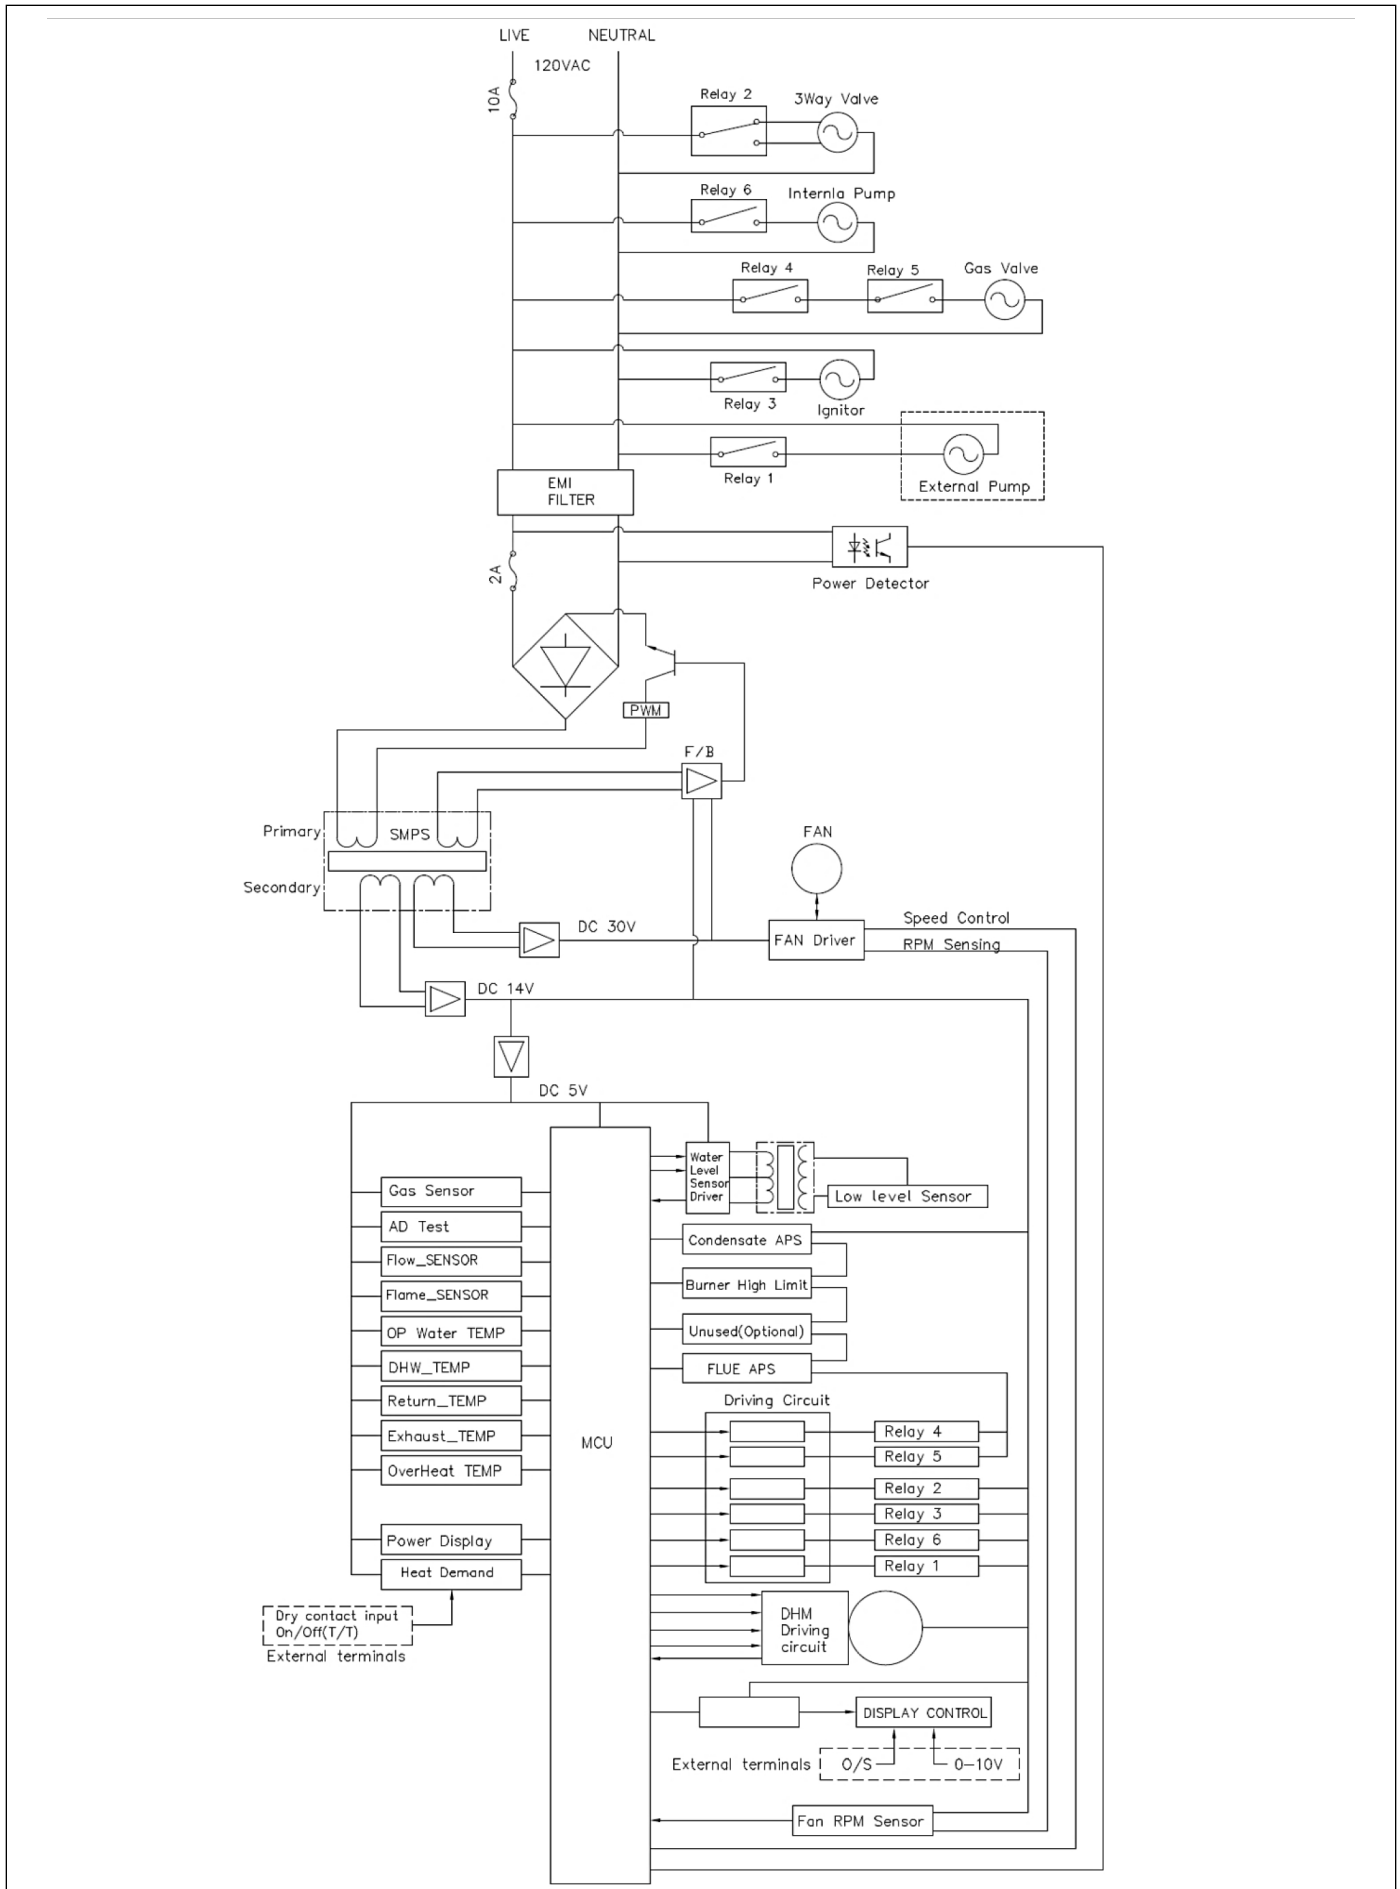 LIVE NEUTRAL
120VAC
10A
Relay 2
3Way Valve
Relay 6
Internla Pump
Relay 4
Relay 5
Gas Valve
Relay 3
Ignitor
Relay 1
External Pump
EMI
FILTER
2A
Power Detector
PWM
F/B
Primary
SMPS
Secondary
FAN
DC 30V
FAN Driver
Speed Control
RPM Sensing
DC 14V
DC 5V
Water
Level
Sensor
Driver
Low level Sensor
Gas Sensor
AD Test
Flow_SENSOR
Flame_SENSOR
OP Water TEMP
DHW_TEMP
Return_TEMP
Exhaust_TEMP
OverHeat TEMP
Power Display
Heat Demand
Dry contact input
On/Off(T/T)
External terminals
MCU
Condensate APS
Burner High Limit
Unused(Optional)
FLUE APS
Driving Circuit
Relay 4
Relay 5
Relay 2
Relay 3
Relay 6
Relay 1
DHM
Driving
circuit
DISPLAY CONTROL
External terminals
O/S
0-10V
Fan RPM Sensor